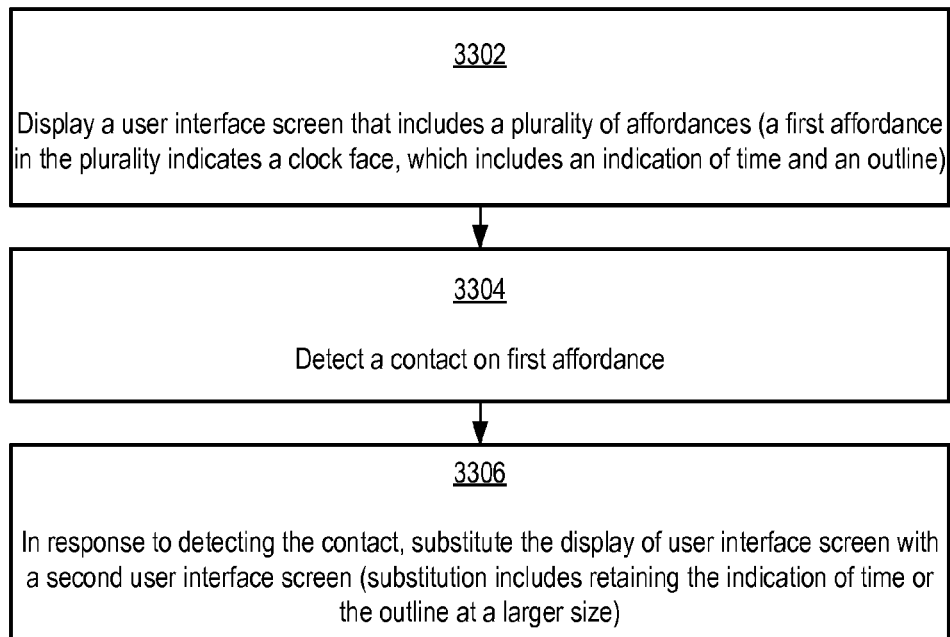 3302
Display a user interface screen that includes a plurality of affordances (a first affordance
in the plurality indicates a clock face, which includes an indication of time and an outline)
3304
Detect a contact on first affordance
3306
In response to detecting the contact, substitute the display of user interface screen with
a second user interface screen (substitution includes retaining the indication of time or
the outline at a larger size)